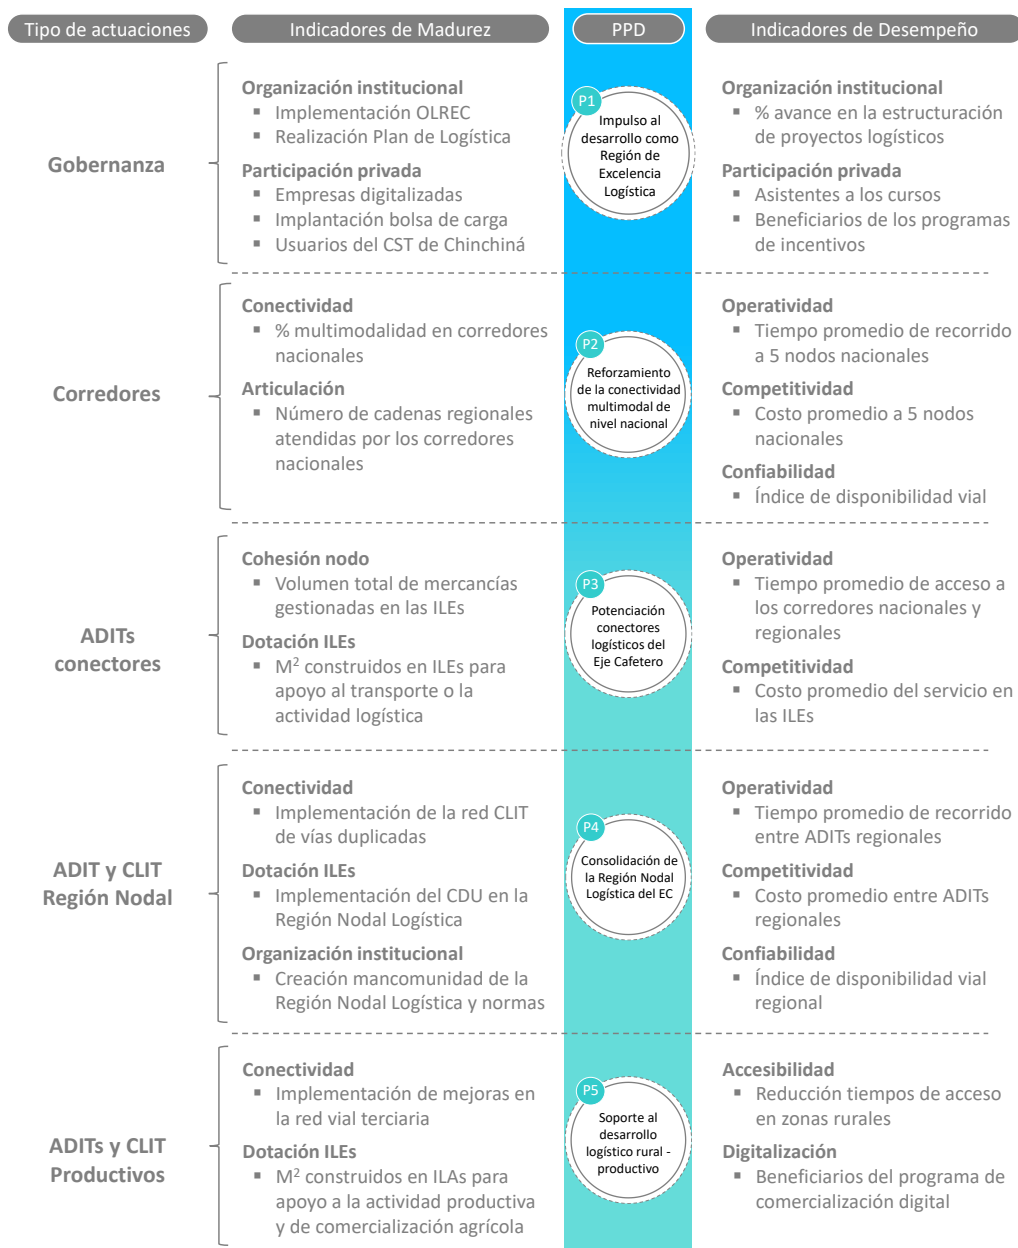 Tipo de actuaciones
Indicadores de Madurez
PPD
Indicadores de Desempeño
Gobernanza
Organización institucional
▪ Implementación OLREC
▪ Realización Plan de Logística
Participación privada
▪ Empresas digitalizadas
▪ Implantación bolsa de carga
▪ Usuarios del CST de Chinchiná
P1
Impulso al
desarrollo como
Región de
Excelencia
Logística
Organización institucional
▪ % avance en la estructuración
de proyectos logísticos
Participación privada
▪ Asistentes a los cursos
▪ Beneficiarios de los programas
de incentivos
Corredores
Conectividad
▪ % multimodalidad en corredores
nacionales
Articulación
▪ Número de cadenas regionales
atendidas por los corredores
nacionales
P2
Reforzamiento
de la conectividad
multimodal de
nivel nacional
Operatividad
▪ Tiempo promedio de recorrido
a 5 nodos nacionales
Competitividad
▪ Costo promedio a 5 nodos
nacionales
Confiabilidad
▪ Índice de disponibilidad vial
ADITs
conectores
Cohesión nodo
▪ Volumen total de mercancías
gestionadas en las ILEs
Dotación ILEs
▪ M² construidos en ILEs para
apoyo al transporte o la
actividad logística
P3
Potenciación
conectores
logísticos del
Eje Cafetero
Operatividad
▪ Tiempo promedio de acceso a
los corredores nacionales y
regionales
Competitividad
▪ Costo promedio del servicio en
las ILEs
ADIT y CLIT
Región Nodal
Conectividad
▪ Implementación de la red CLIT
de vías duplicadas
Dotación ILEs
▪ Implementación del CDU en la
Región Nodal Logística
Organización institucional
▪ Creación mancomunidad de la
Región Nodal Logística y normas
P4
Consolidación de
la Región Nodal
Logística del EC
Operatividad
▪ Tiempo promedio de recorrido
entre ADITs regionales
Competitividad
▪ Costo promedio entre ADITs
regionales
Confiabilidad
▪ Índice de disponibilidad vial
regional
ADITs y CLIT
Productivos
Conectividad
▪ Implementación de mejoras en
la red vial terciaria
Dotación ILEs
▪ M² construidos en ILAs para
apoyo a la actividad productiva
y de comercialización agrícola
P5
Soporte al
desarrollo
logístico rural -
productivo
Accesibilidad
▪ Reducción tiempos de acceso
en zonas rurales
Digitalización
▪ Beneficiarios del programa de
comercialización digital